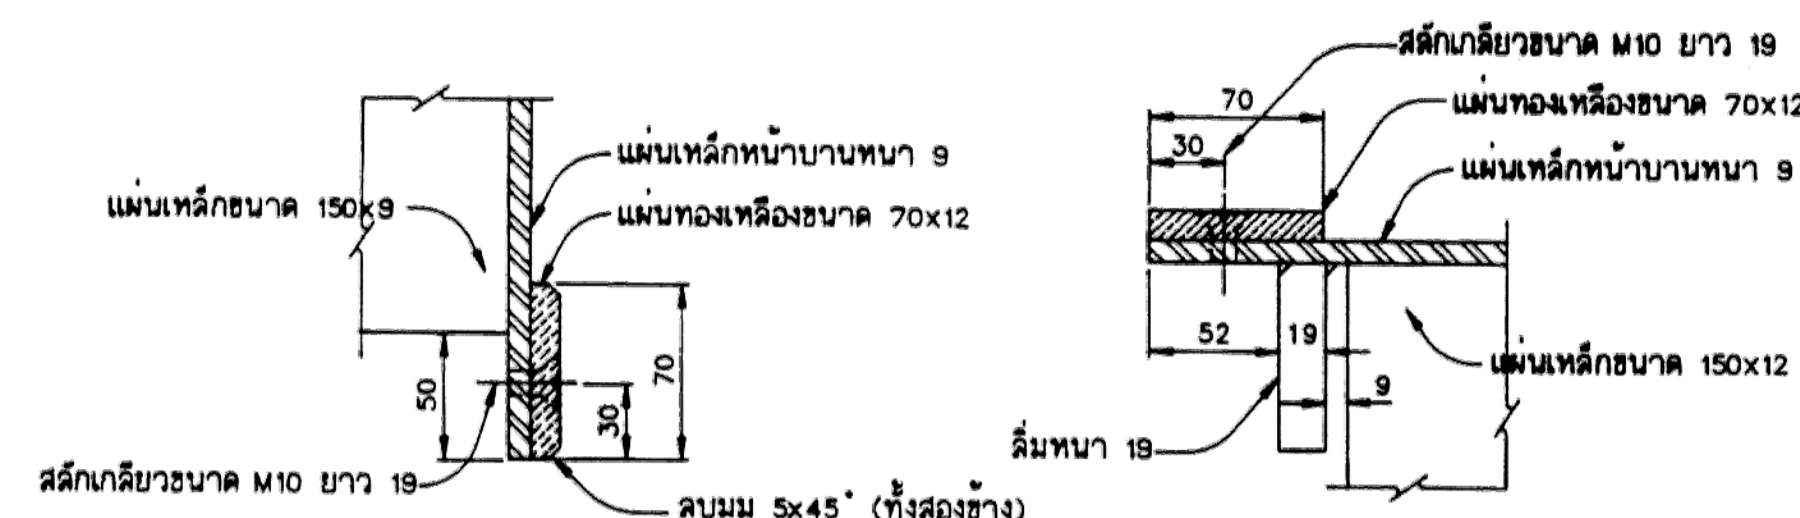 แผ่นเหล็กหน้าบานหนา 9
แผ่นเหล็กขนาด 150x9
แผ่นทองเหลืองขนาด 70x12
50
30
70
สลักเกลียวขนาด M10 ยาว 19
ลบมุม 5x45° (ทั้งสองข้าง)
สลักเกลียวขนาด M10 ยาว 19
70
แผ่นทองเหลืองขนาด 70x12
30
แผ่นเหล็กหน้าบานหนา 9
52
19
แผ่นเหล็กขนาด 150x12
9
ลิ่มหนา 19